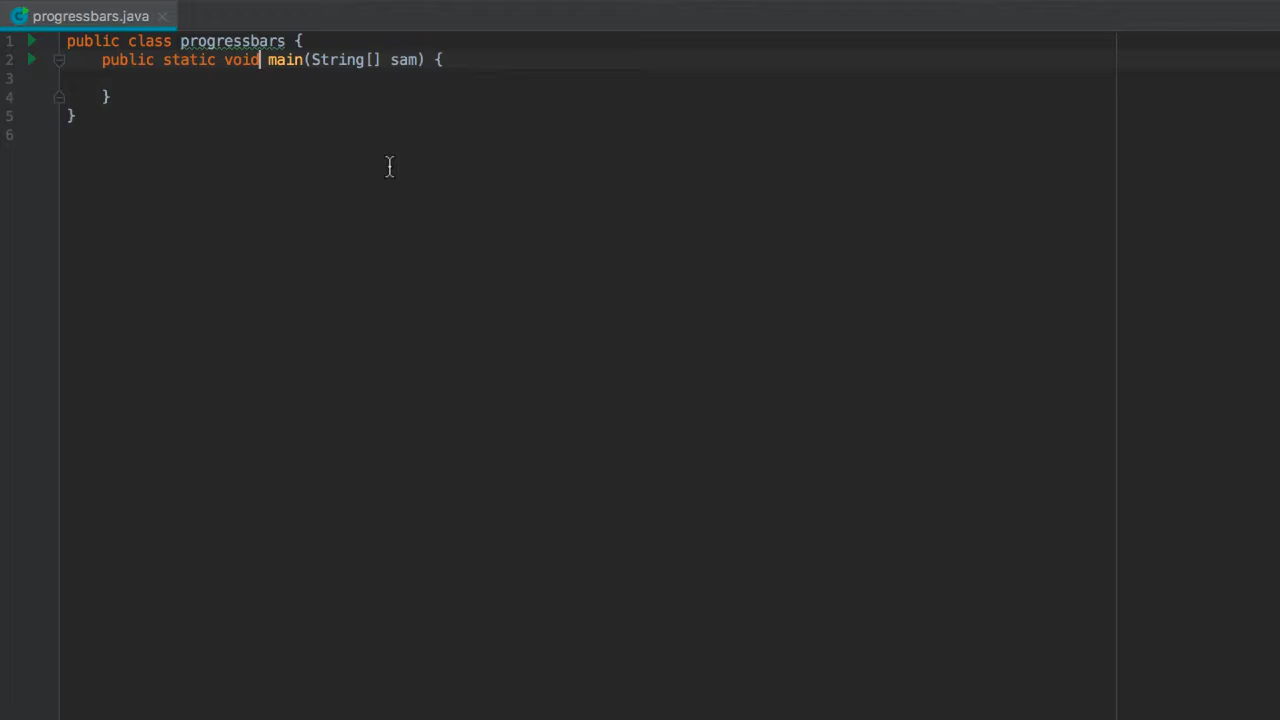 progressbars.java
1 public class progressbars {
2 public static void main(String[] sam) {
3
4 }
5 }
6